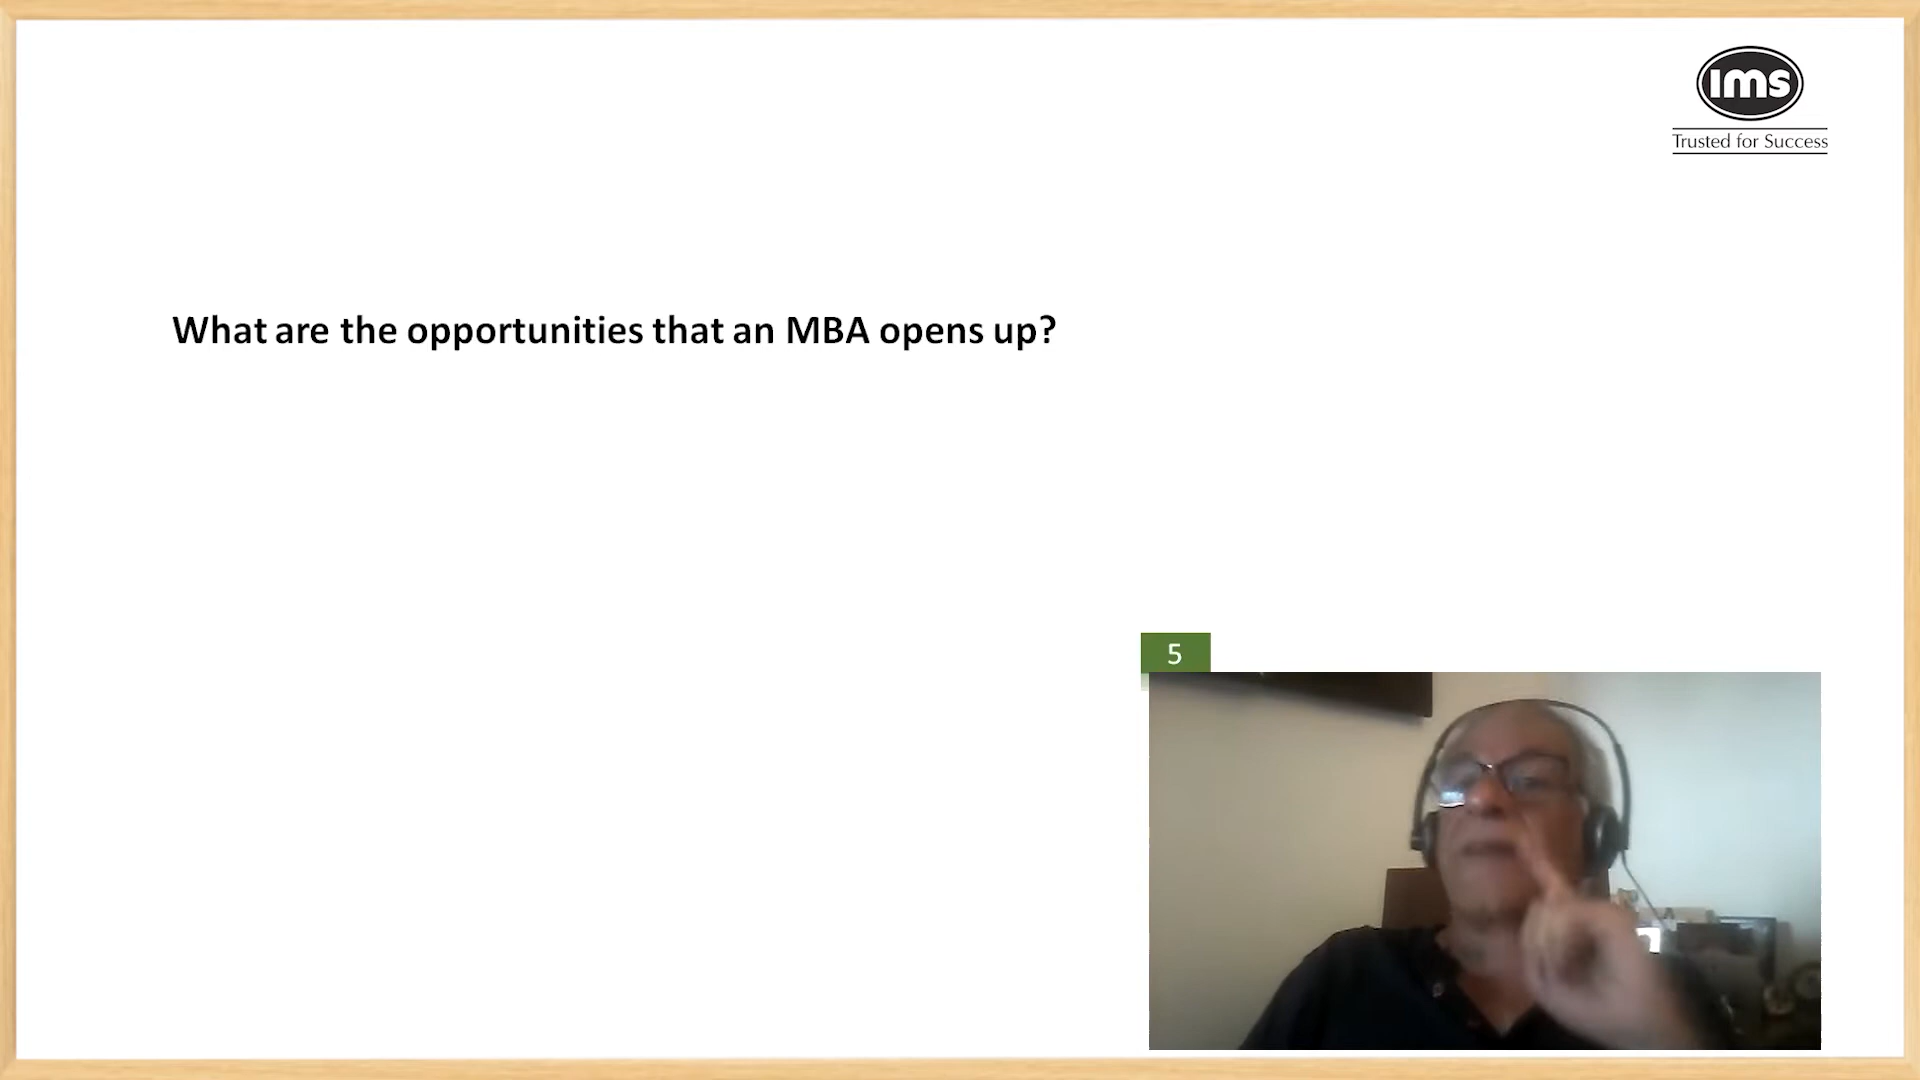 ims
Trusted for Success
What are the opportunities that an MBA opens up?
5